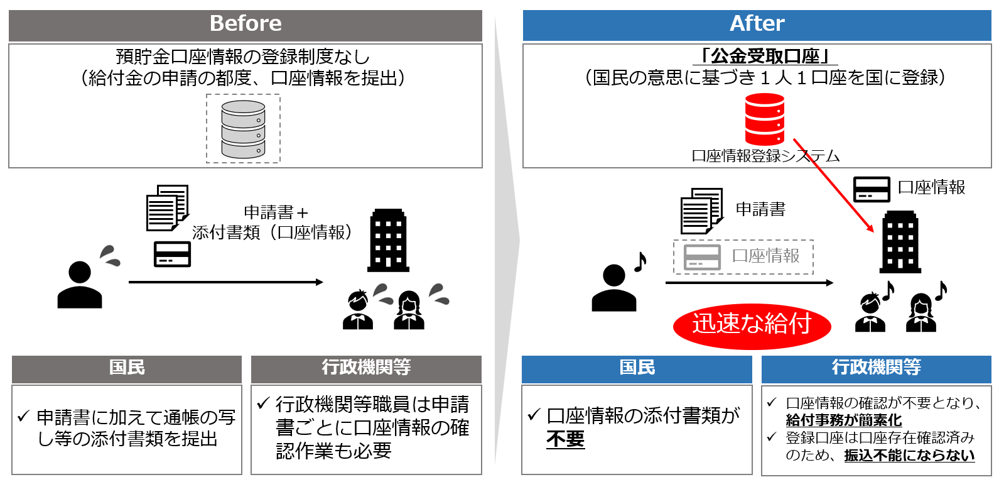 Before
預貯金口座情報の登録制度なし
（給付金の申請の都度、口座情報を提出）
申請書＋
添付書類（口座情報）
国民
✓ 申請書に加えて通帳の写
し等の添付書類を提出
行政機関等
✓ 行政機関等職員は申請
書ごとに口座情報の確
認作業も必要
After
「公金受取口座」
（国民の意思に基づき１人１口座を国に登録）
口座情報登録システム
口座情報
申請書
口座情報
迅速な給付
国民
✓ 口座情報の添付書類が
不要
行政機関等
✓ 口座情報の確認が不要となり、
給付事務が簡素化
✓ 登録口座は口座存在確認済み
のため、振込不能にならない